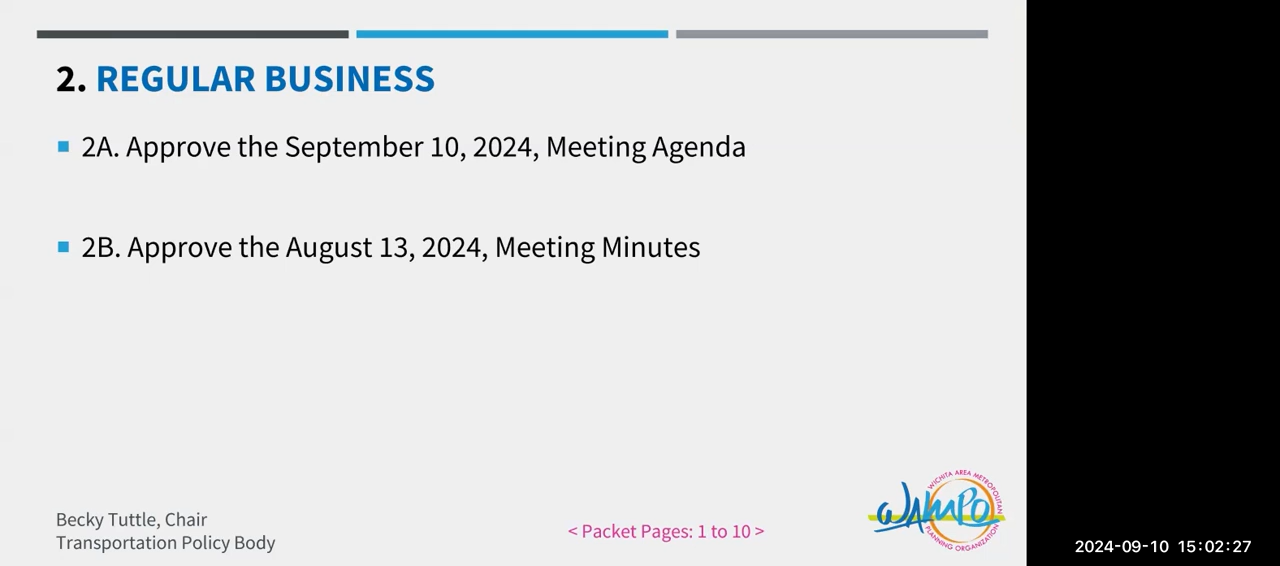 2. REGULAR BUSINESS
2A. Approve the September 10, 2024, Meeting Agenda
2B. Approve the August 13, 2024, Meeting Minutes
Becky Tuttle, Chair
Transportation Policy Body
< Packet Pages: 1 to 10 >
WICHITA AREA METROPOLITAN
WAMPO
PLANNING ORGANIZATION
2024-09-10 15:02:27